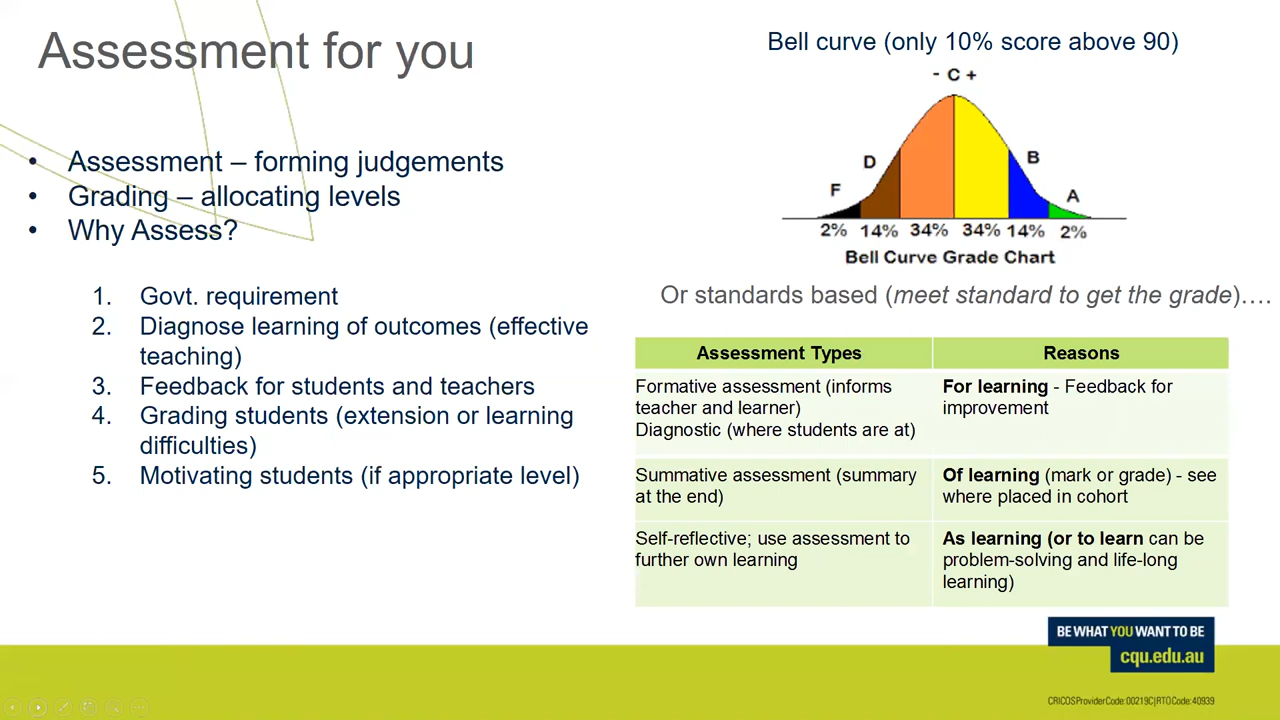 Assessment for you
• Assessment – forming judgements
• Grading – allocating levels
• Why Assess?
1. Govt. requirement
2. Diagnose learning of outcomes (effective
teaching)
3. Feedback for students and teachers
4. Grading students (extension or learning
difficulties)
5. Motivating students (if appropriate level)
Bell curve (only 10% score above 90)
- C +
D
B
F
A
2% 14% 34% 34% 14% 2%
Bell Curve Grade Chart
Or standards based (meet standard to get the grade)….
Assessment Types
Reasons
Formative assessment (informs
teacher and learner)
Diagnostic (where students are at)
For learning - Feedback for
improvement
Summative assessment (summary
at the end)
Of learning (mark or grade) - see
where placed in cohort
Self-reflective; use assessment to
further own learning
As learning (or to learn can be
problem-solving and life-long
learning)
BE WHAT YOU WANT TO BE
cqu.edu.au
CRICOS Provider Code: 00219C | RTO Code: 40939